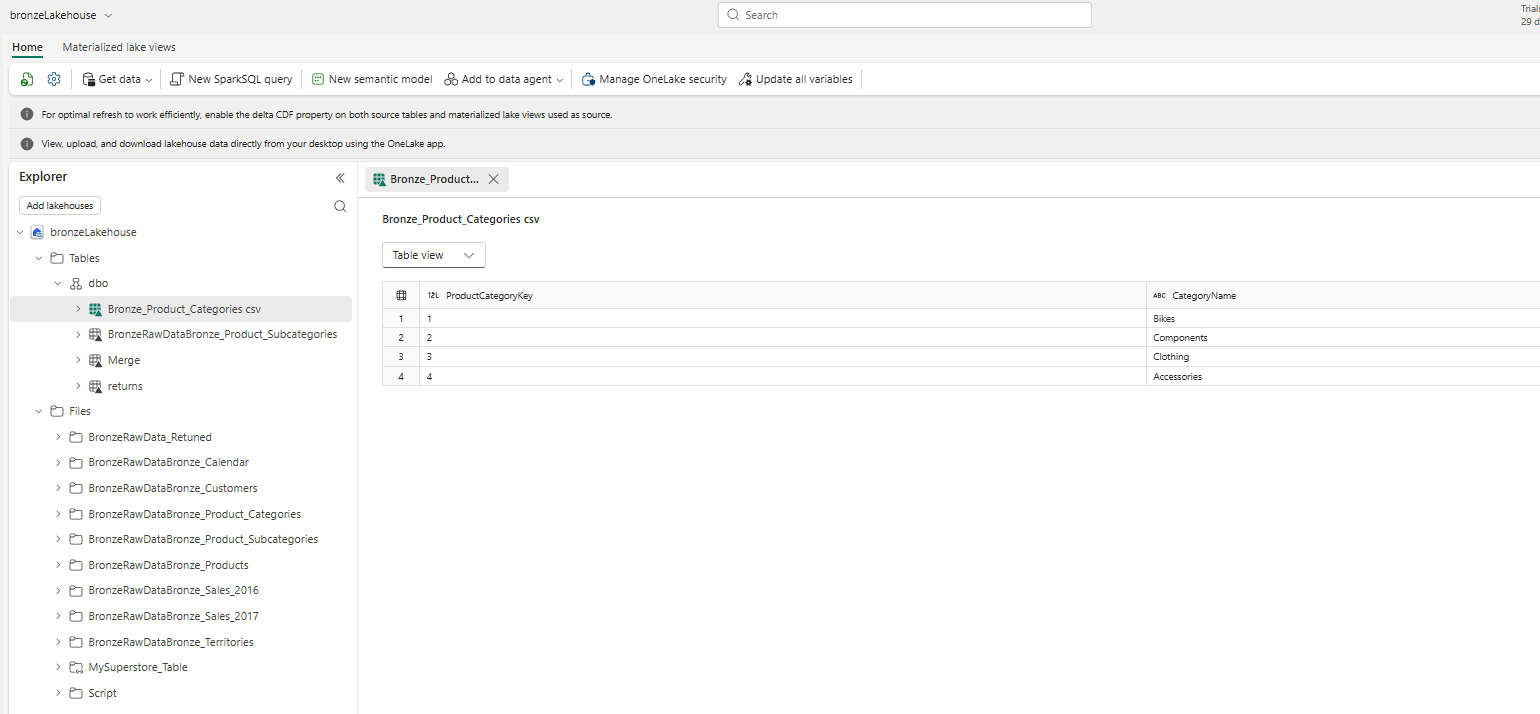 bronzeLakehouse
Search
Trials
29 d
Home Materialized lake views
Get data New SparkSQL query New semantic model Add to data agent Manage OneLake security Update all variables
For optimal refresh to work efficiently, enable the delta CDF property on both source tables and materialized lake views used as source.
View, upload, and download lakehouse data directly from your desktop using the OneLake app.
Explorer
Add lakehouses
bronzeLakehouse
Tables
dbo
Bronze_Product_Categories csv
BronzeRawDataBronze_Product_Subcategories
Merge
returns
Files
BronzeRawData_Retuned
BronzeRawDataBronze_Calendar
BronzeRawDataBronze_Customers
BronzeRawDataBronze_Product_Categories
BronzeRawDataBronze_Product_Subcategories
BronzeRawDataBronze_Products
BronzeRawDataBronze_Sales_2016
BronzeRawDataBronze_Sales_2017
BronzeRawDataBronze_Territories
MySuperstore_Table
Script
Bronze_Product...
Bronze_Product_Categories csv
Table view
12L ProductCategoryKey ABC CategoryName
1 1 Bikes
2 2 Components
3 3 Clothing
4 4 Accessories